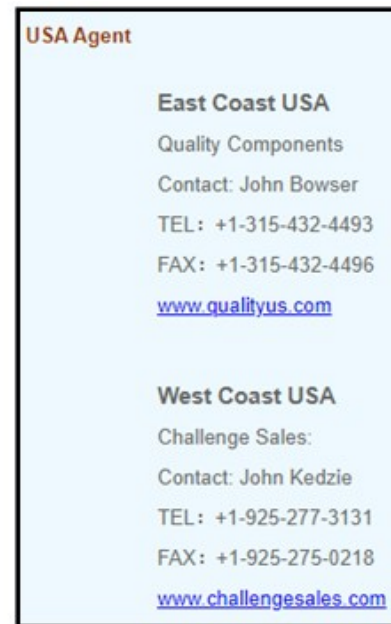 USA Agent
East Coast USA
Quality Components
Contact: John Bowser
TEL： +1-315-432-4493
FAX： +1-315-432-4496
www.qualityus.com
West Coast USA
Challenge Sales:
Contact: John Kedzie
TEL： +1-925-277-3131
FAX： +1-925-275-0218
www.challengesales.com